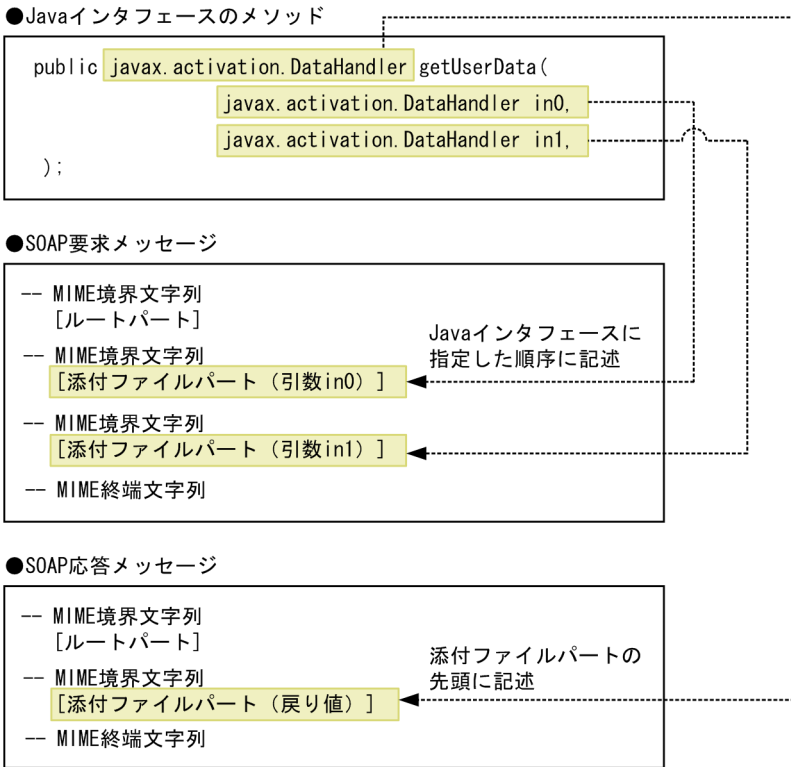 ●Javaインタフェースのメソッド
public javax.activation.DataHandler getUserData(
javax.activation.DataHandler in0,
javax.activation.DataHandler in1,
);
●SOAP要求メッセージ
-- MIME境界文字列
[ルートパート]
-- MIME境界文字列
[添付ファイルパート（引数in0）]
Javaインタフェースに
指定した順序に記述
-- MIME境界文字列
[添付ファイルパート（引数in1）]
-- MIME終端文字列
●SOAP応答メッセージ
-- MIME境界文字列
[ルートパート]
-- MIME境界文字列
[添付ファイルパート（戻り値）]
添付ファイルパートの
先頭に記述
-- MIME終端文字列